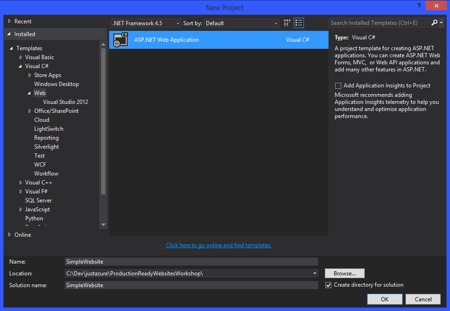 New Project
Recent
.NET Framework 4.5 Sort by: Default
Search Installed Templates (Ctrl+E)
Installed
Templates
Visual Basic
Visual C#
Store Apps
Windows Desktop
Web
Visual Studio 2012
Office/SharePoint
Cloud
LightSwitch
Reporting
Silverlight
Test
WCF
Workflow
Visual C++
Visual F#
SQL Server
JavaScript
Python
Online
ASP.NET Web Application Visual C#
Type: Visual C#
A project template for creating ASP.NET
applications. You can create ASP.NET Web
Forms, MVC, or Web API applications and
add many other features in ASP.NET.
Add Application Insights to Project
Microsoft recommends adding
Application Insights telemetry to help you
understand and optimize application
performance.
Click here to go online and find templates.
Name: SimpleWebsite
Location: C:\Dev\justazure\ProductionReadyWebsitesWorkshop\
Browse...
Solution name: SimpleWebsite
Create directory for solution
OK Cancel